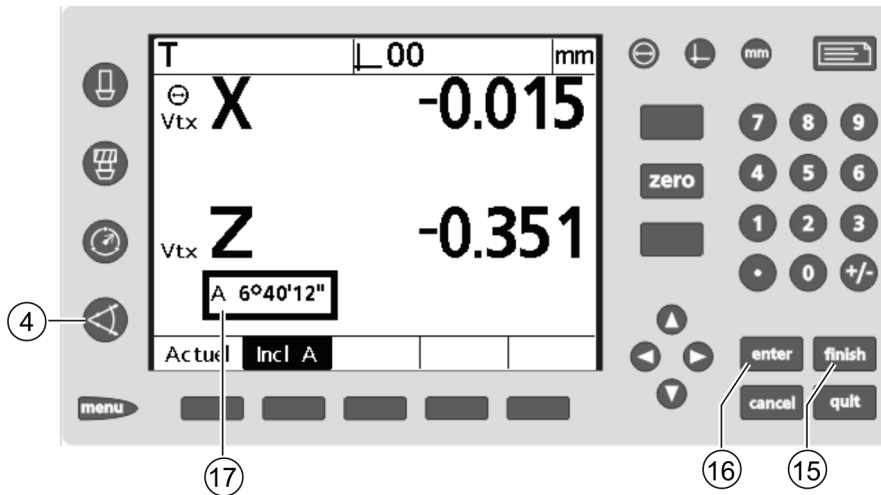 T 00 mm
mm
Vtx X -0.015
7 8 9
zero
4 5 6
Vtx Z -0.351
1 2 3
. 0 +/-
A 6°40'12"
4
Actuel Incl A
enter finish
menu
cancel quit
17
16 15